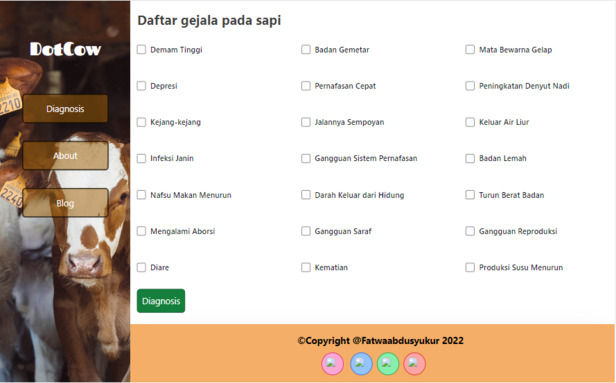 DotCow
Diagnosis
About
Blog
Daftar gejala pada sapi
Demam Tinggi Badan Gemetar Mata Bewarna Gelap
Depresi Pernafasan Cepat Peningkatan Denyut Nadi
Kejang-kejang Jalannya Sempoyan Keluar Air Liur
Infeksi Janin Gangguan Sistem Pernafasan Badan Lemah
Nafsu Makan Menurun Darah Keluar dari Hidung Turun Berat Badan
Mengalami Aborsi Gangguan Saraf Gangguan Reproduksi
Diare Kematian Produksi Susu Menurun
Diagnosis
©Copyright @Fatwaabdusyukur 2022
2210
2240